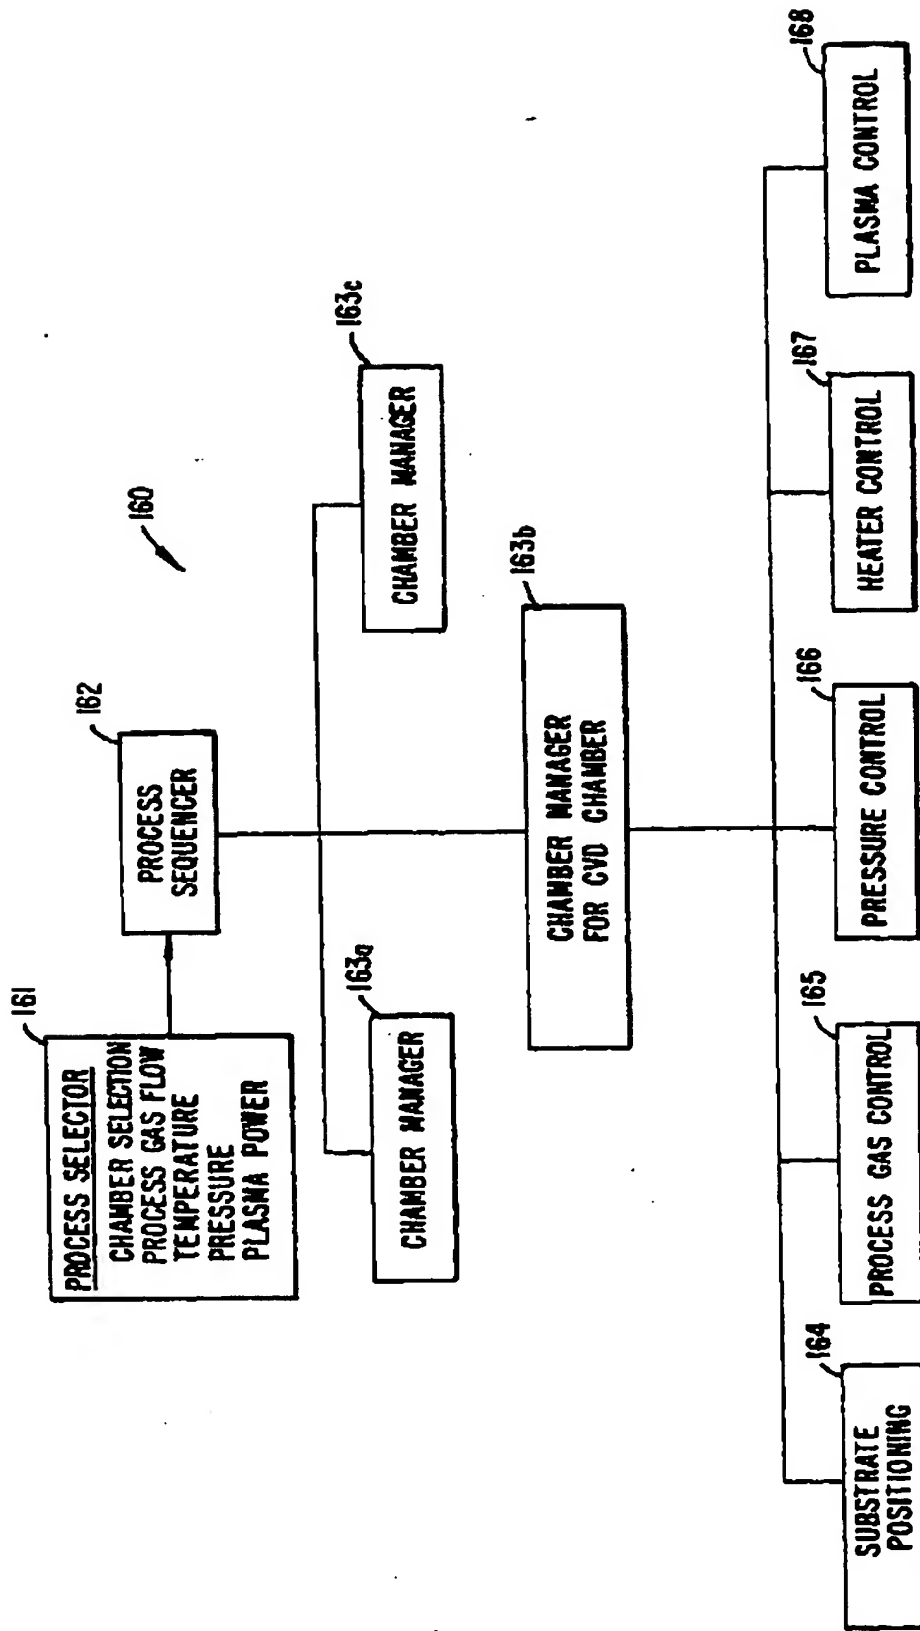 160
161
PROCESS SELECTOR
CHAMBER SELECTION
PROCESS GAS FLOW
TEMPERATURE
PRESSURE
PLASMA POWER
162
PROCESS
SEQUENCER
163a
CHAMBER MANAGER
163c
CHAMBER MANAGER
163b
CHAMBER MANAGER
FOR CVD CHAMBER
164
SUBSTRATE
POSITIONING
165
PROCESS GAS CONTROL
166
PRESSURE CONTROL
167
HEATER CONTROL
168
PLASMA CONTROL